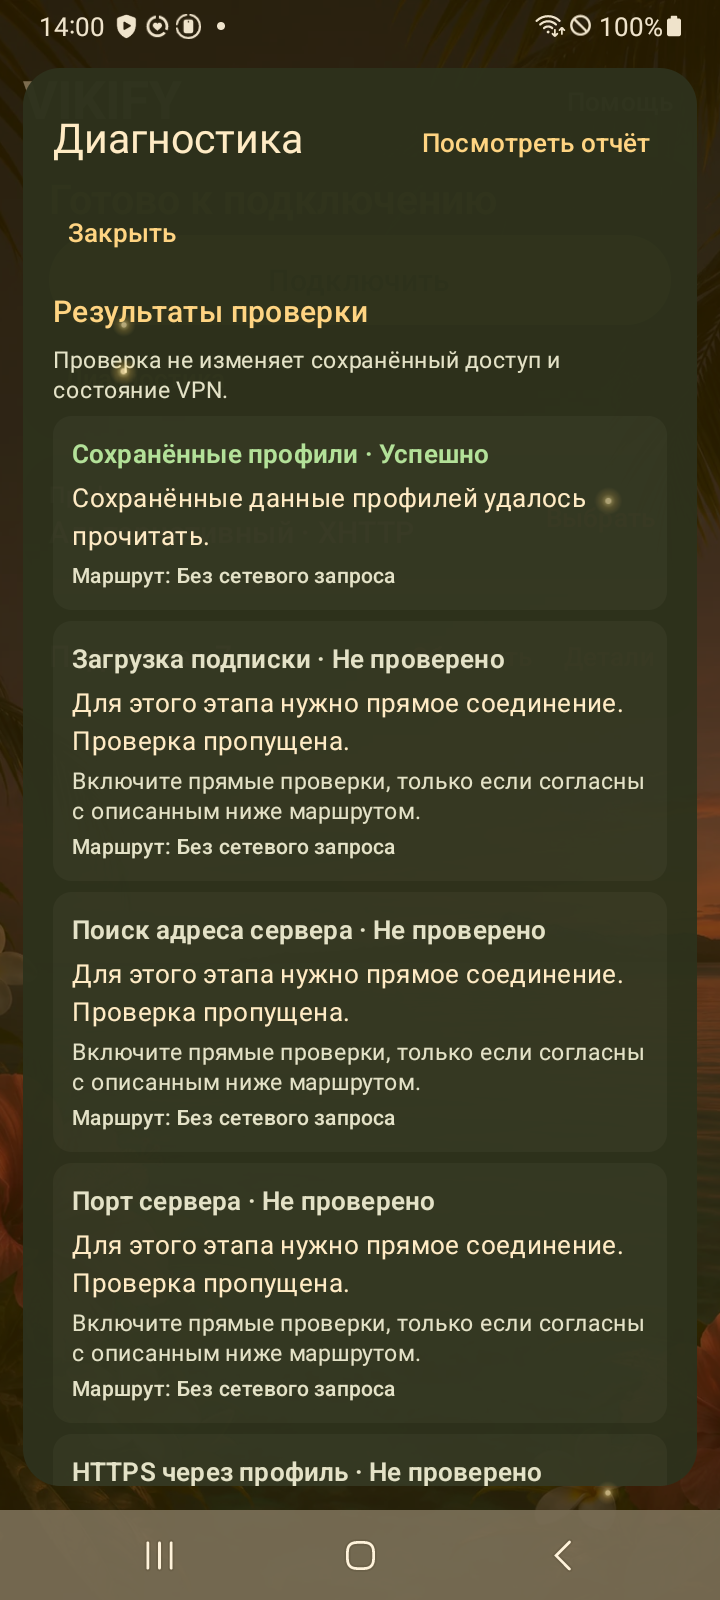 14:00
100%
VIKIFY
Помощь
Диагностика
Посмотреть отчёт
Готово к подключению
Закрыть
Подключить
Результаты проверки
Проверка не изменяет сохранённый доступ и
состояние VPN.
Сохранённые профили · Успешно
Сохранённые данные профилей удалось
прочитать.
Маршрут: Без сетевого запроса
Загрузка подписки · Не проверено
Для этого этапа нужно прямое соединение.
Проверка пропущена.
Включите прямые проверки, только если согласны
с описанным ниже маршрутом.
Маршрут: Без сетевого запроса
Поиск адреса сервера · Не проверено
Для этого этапа нужно прямое соединение.
Проверка пропущена.
Включите прямые проверки, только если согласны
с описанным ниже маршрутом.
Маршрут: Без сетевого запроса
Порт сервера · Не проверено
Для этого этапа нужно прямое соединение.
Проверка пропущена.
Включите прямые проверки, только если согласны
с описанным ниже маршрутом.
Маршрут: Без сетевого запроса
HTTPS через профиль · Не проверено